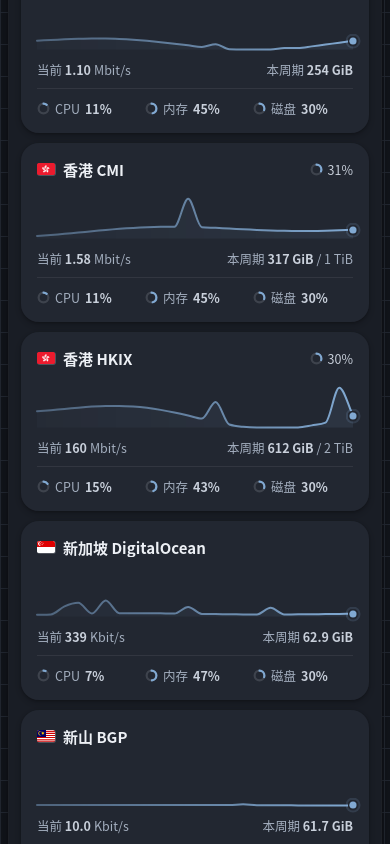 当前 1.10 Mbit/s 本周期 254 GiB
CPU 11% 内存 45% 磁盘 30%
香港 CMI 31%
当前 1.58 Mbit/s 本周期 317 GiB / 1 TiB
CPU 11% 内存 45% 磁盘 30%
香港 HKIX 30%
当前 160 Mbit/s 本周期 612 GiB / 2 TiB
CPU 15% 内存 43% 磁盘 30%
新加坡 DigitalOcean
当前 339 Kbit/s 本周期 62.9 GiB
CPU 7% 内存 47% 磁盘 30%
新山 BGP
当前 10.0 Kbit/s 本周期 61.7 GiB